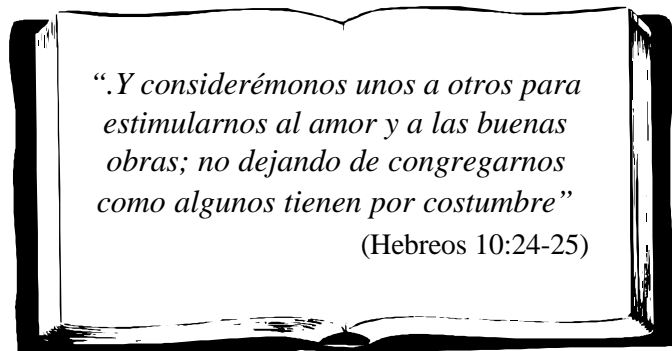 “.Y considerémonos unos a otros para
estimularnos al amor y a las buenas
obras; no dejando de congregarnos
como algunos tienen por costumbre”
(Hebreos 10:24-25)